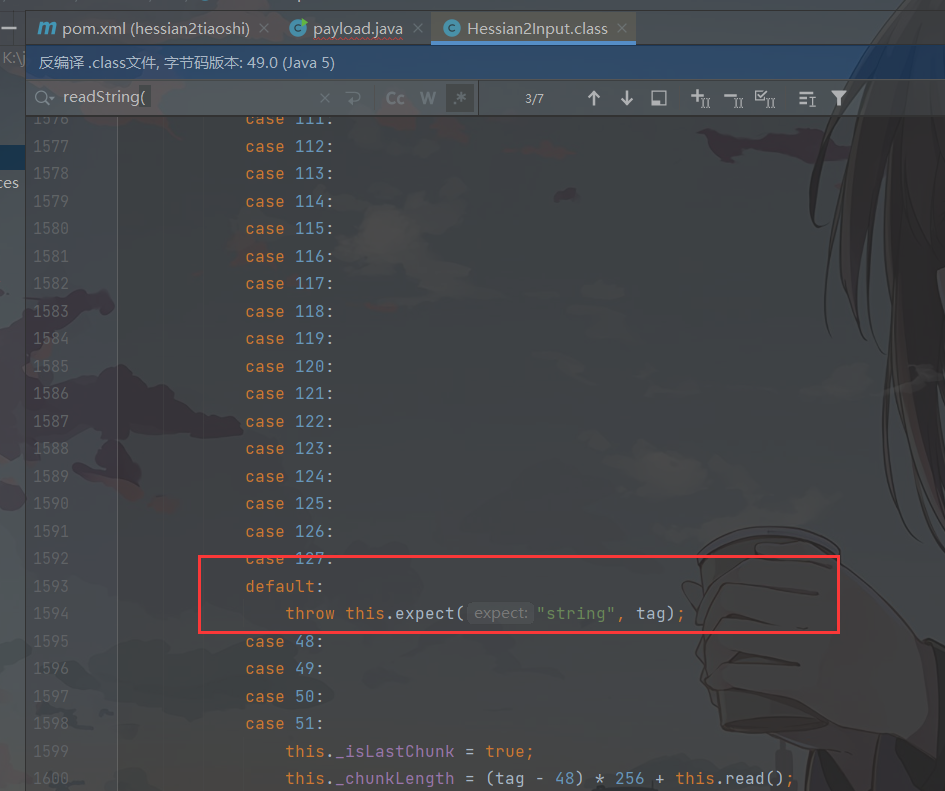 pom.xml (hessian2tiaoshi)
payload.java
Hessian2Input.class
K:\j
反编译 .class文件, 字节码版本: 49.0 (Java 5)
readString(
Cc W .*
3/7
ces
1576 case 111:
1577 case 112:
1578 case 113:
1579 case 114:
1580 case 115:
1581 case 116:
1582 case 117:
1583 case 118:
1584 case 119:
1585 case 120:
1586 case 121:
1587 case 122:
1588 case 123:
1589 case 124:
1590 case 125:
1591 case 126:
1592 case 127:
1593 default:
1594 throw this.expect( expect: "string", tag);
1595 case 48:
1596 case 49:
1597 case 50:
1598 case 51:
1599 this._isLastChunk = true;
1600 this._chunkLength = (tag - 48) * 256 + this.read();